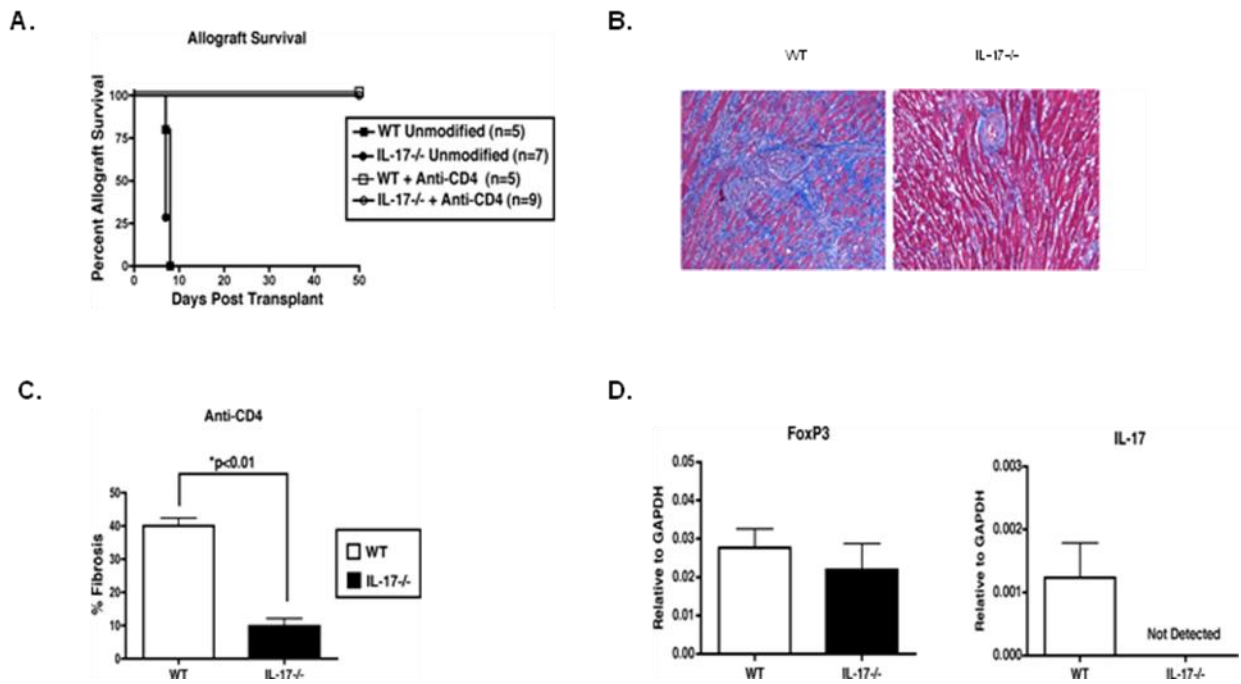 A.
Allograft Survival
Percent Allograft Survival
100
75
50
25
0
0 10 20 30 40 50
Days Post Transplant
WT Unmodified (n=5)
IL-17-/- Unmodified (n=7)
WT + Anti-CD4 (n=5)
IL-17-/- + Anti-CD4 (n=9)
B.
WT IL-17-/-
C.
Anti-CD4
*p<0.01
% Fibrosis
50
40
30
20
10
0
WT IL-17-/-
WT
IL-17-/-
D.
FoxP3
Relative to GAPDH
0.05
0.04
0.03
0.02
0.01
0.00
WT IL-17-/-
IL-17
Relative to GAPDH
0.003
0.002
0.001
0.000
Not Detected
WT IL-17-/-